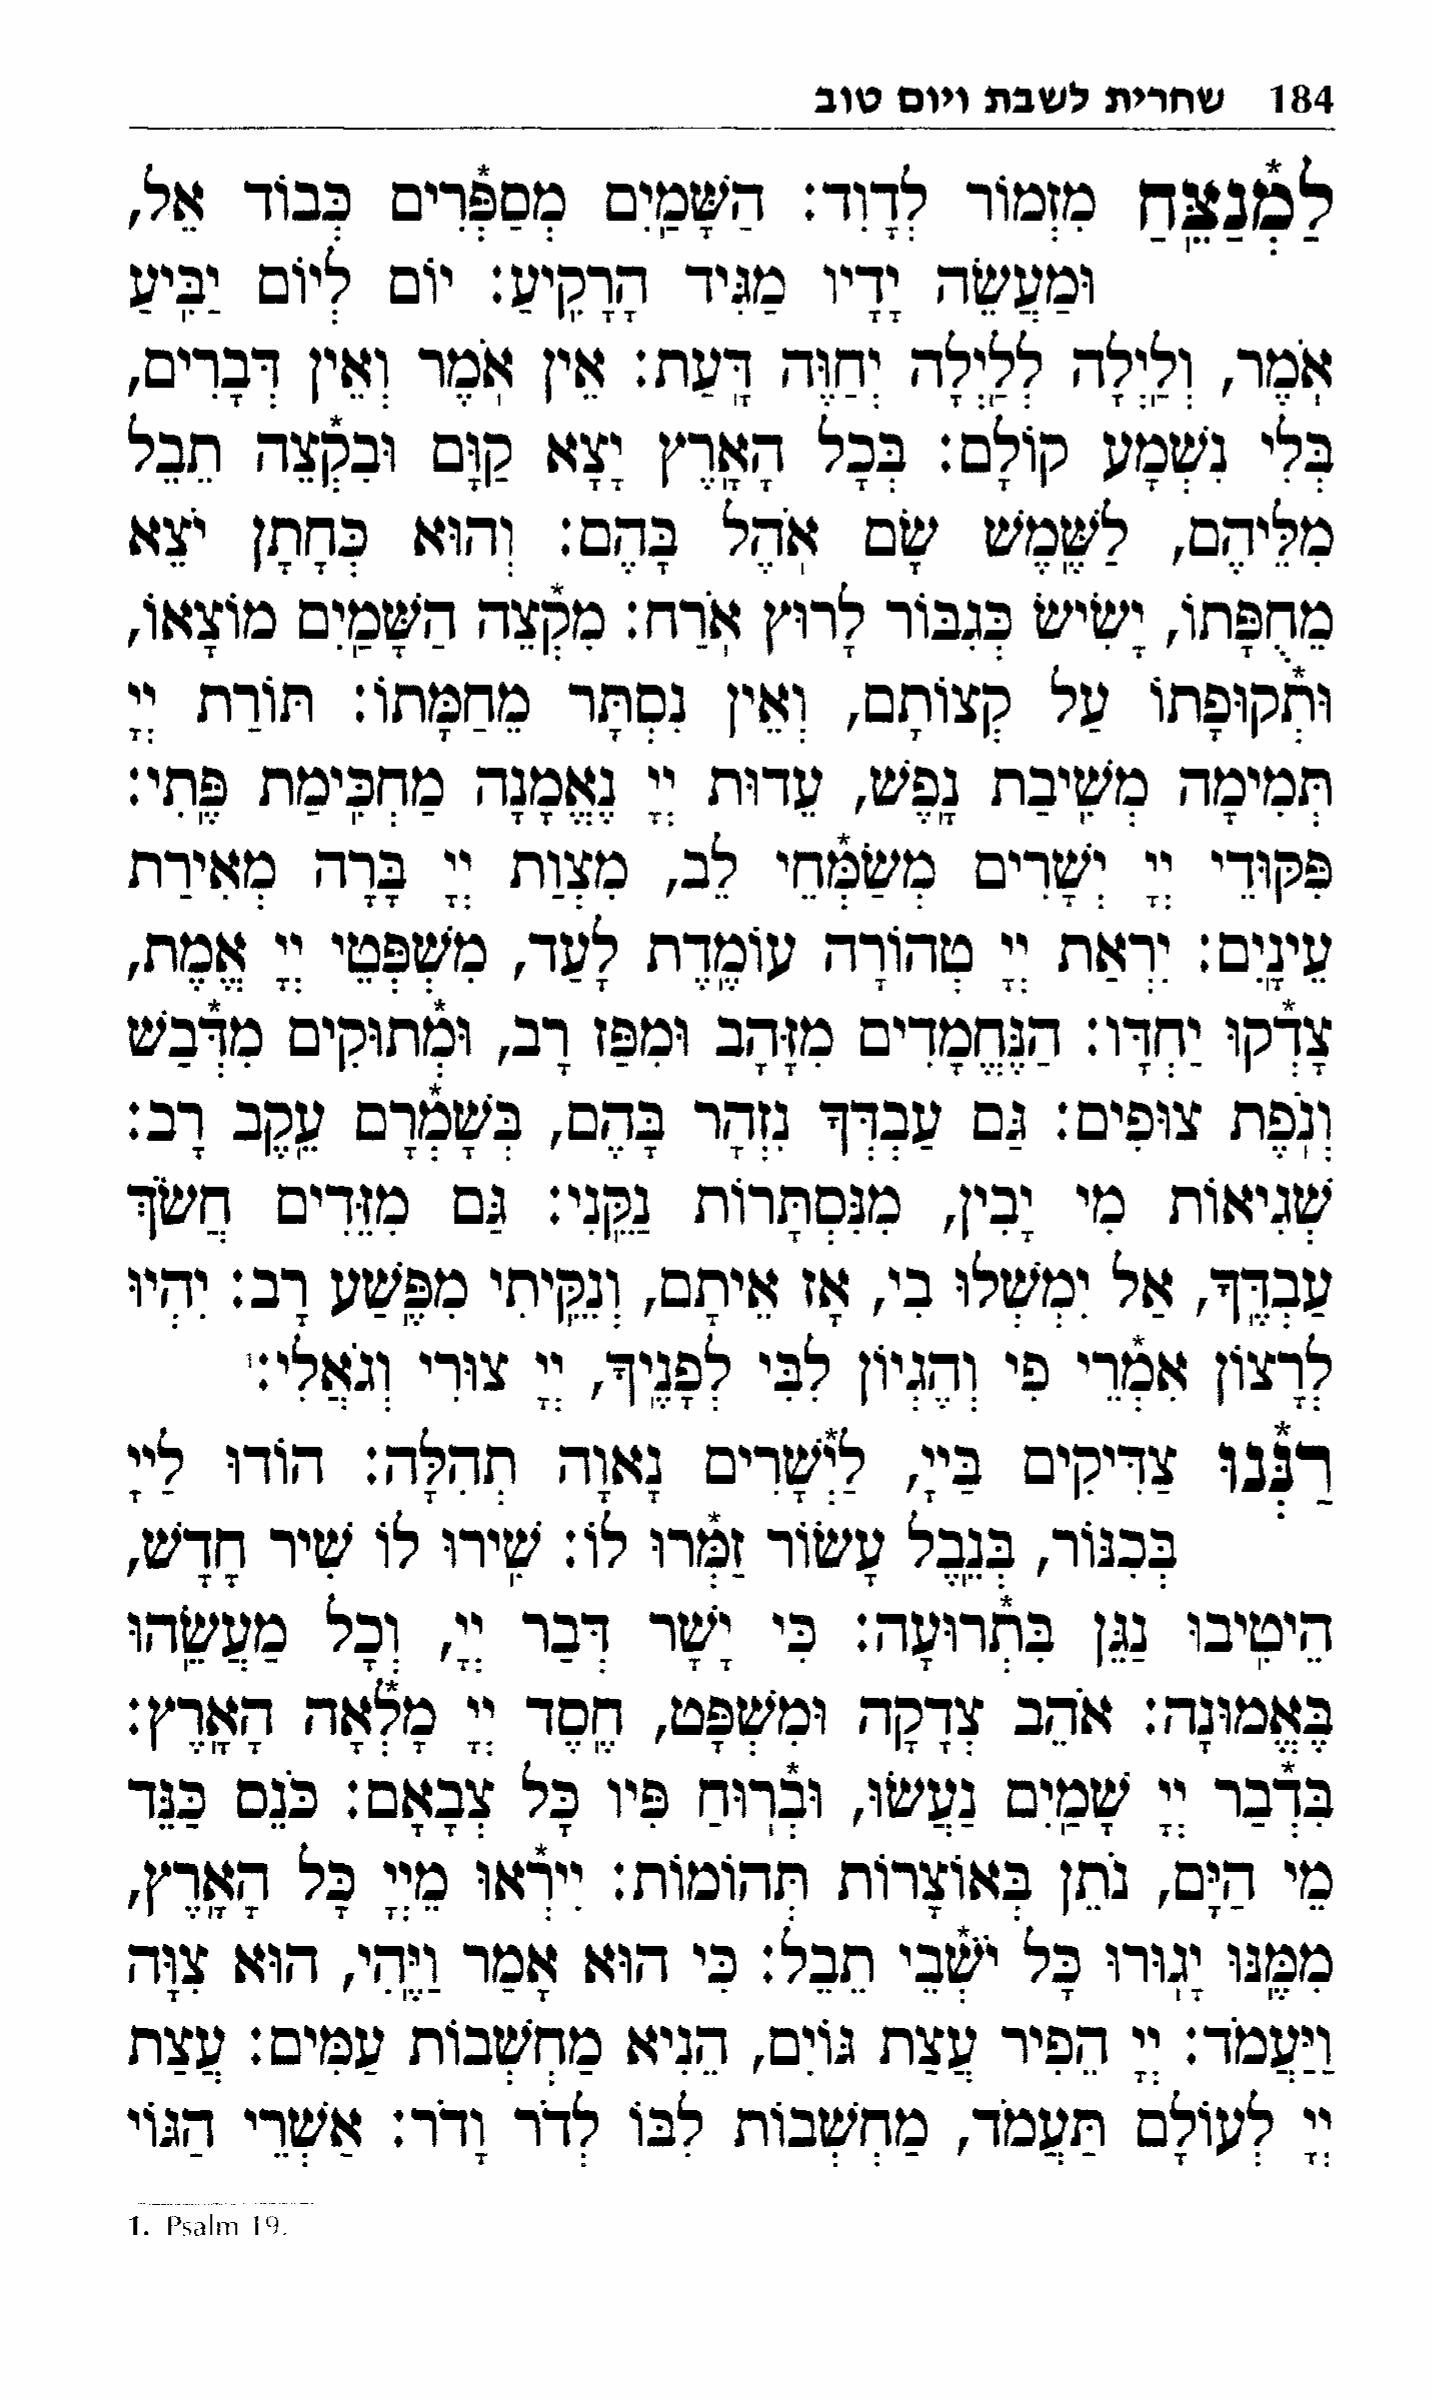 184 שחרית לשבת ויום טוב
לַמְנַצֵּחַ מִזְמוֹר לְדָוִד: הַשָּׁמַיִם מְסַפְּרִים כְּבוֹד אֵל,
וּמַעֲשֵׂה יָדָיו מַגִּיד הָרָקִיעַ: יוֹם לְיוֹם יַבִּיעַ
אֹמֶר, וְלַיְלָה לְלַיְלָה יְחַוֶּה דָּעַת: אֵין אֹמֶר וְאֵין דְּבָרִים,
בְּלִי נִשְׁמָע קוֹלָם: בְּכָל הָאָרֶץ יָצָא קַוָּם וּבִקְצֵה תֵבֵל
מִלֵּיהֶם, לַשֶּׁמֶשׁ שָׂם אֹהֶל בָּהֶם: וְהוּא כְּחָתָן יֹצֵא
מֵחֻפָּתוֹ, יָשִׂישׂ כְּגִבּוֹר לָרוּץ אֹרַח: מִקְצֵה הַשָּׁמַיִם מוֹצָאוֹ,
וּתְקוּפָתוֹ עַל קְצוֹתָם, וְאֵין נִסְתָּר מֵחַמָּתוֹ: תּוֹרַת יְיָ
תְּמִימָה מְשִׁיבַת נָפֶשׁ, עֵדוּת יְיָ נֶאֱמָנָה מַחְכִּימַת פֶּתִי:
פִּקּוּדֵי יְיָ יְשָׁרִים מְשַׂמְּחֵי לֵב, מִצְוַת יְיָ בָּרָה מְאִירַת
עֵינָיִם: יִרְאַת יְיָ טְהוֹרָה עוֹמֶדֶת לָעַד, מִשְׁפְּטֵי יְיָ אֱמֶת,
צָדְקוּ יַחְדָּו: הַנֶּחֱמָדִים מִזָּהָב וּמִפַּז רָב, וּמְתוּקִים מִדְּבַשׁ
וְנֹפֶת צוּפִים: גַּם עַבְדְּךָ נִזְהָר בָּהֶם, בְּשָׁמְרָם עֵקֶב רָב:
שְׁגִיאוֹת מִי יָבִין, מִנִּסְתָּרוֹת נַקֵּנִי: גַּם מִזֵּדִים חֲשׂךְ
עַבְדֶּךָ, אַל יִמְשְׁלוּ בִי, אָז אֵיתָם, וְנִקֵּיתִי מִפֶּשַׁע רָב: יִהְיוּ
לְרָצוֹן אִמְרֵי פִי וְהֶגְיוֹן לִבִּי לְפָנֶיךָ, יְיָ צוּרִי וְגֹאֲלִי:¹
רַנְּנוּ צַדִּיקִים בַּייָ, לַיְשָׁרִים נָאוָה תְהִלָּה: הוֹדוּ לַייָ
בְּכִנּוֹר, בְּנֵבֶל עָשׂוֹר זַמְּרוּ לוֹ: שִׁירוּ לוֹ שִׁיר חָדָשׁ,
הֵיטִיבוּ נַגֵּן בִּתְרוּעָה: כִּי יָשָׁר דְּבַר יְיָ, וְכָל מַעֲשֵׂהוּ
בֶּאֱמוּנָה: אֹהֵב צְדָקָה וּמִשְׁפָּט, חֶסֶד יְיָ מָלְאָה הָאָרֶץ:
בִּדְבַר יְיָ שָׁמַיִם נַעֲשׂוּ, וּבְרוּחַ פִּיו כָּל צְבָאָם: כֹּנֵס כַּנֵּד
מֵי הַיָּם, נֹתֵן בְּאוֹצָרוֹת תְּהוֹמוֹת: יִירְאוּ מֵיְיָ כָּל הָאָרֶץ,
מִמֶּנּוּ יָגוּרוּ כָּל יֹשְׁבֵי תֵבֵל: כִּי הוּא אָמַר וַיֶּהִי, הוּא צִוָּה
וַיַּעֲמֹד: יְיָ הֵפִיר עֲצַת גּוֹיִם, הֵנִיא מַחְשְׁבוֹת עַמִּים: עֲצַת
יְיָ לְעוֹלָם תַּעֲמֹד, מַחְשְׁבוֹת לִבּוֹ לְדֹר וָדֹר: אַשְׁרֵי הַגּוֹי
1. Psalm 19.